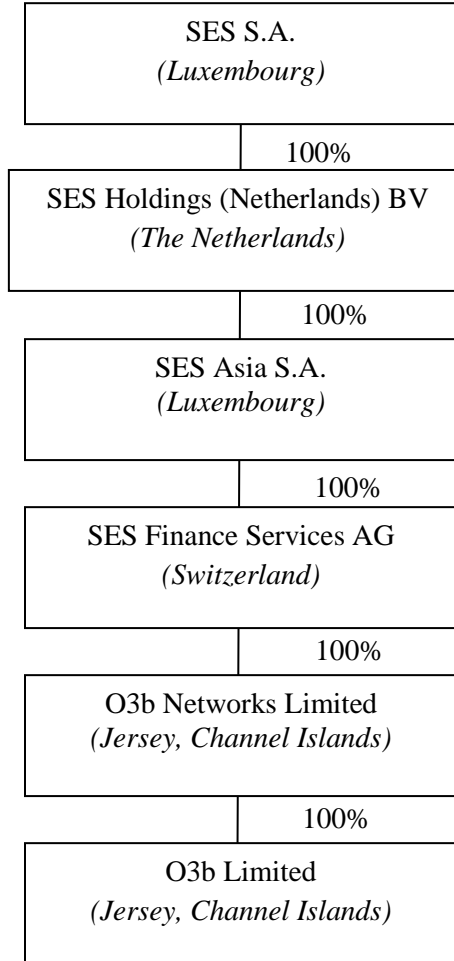 SES S.A.
(Luxembourg)
100%
SES Holdings (Netherlands) BV
(The Netherlands)
100%
SES Asia S.A.
(Luxembourg)
100%
SES Finance Services AG
(Switzerland)
100%
O3b Networks Limited
(Jersey, Channel Islands)
100%
O3b Limited
(Jersey, Channel Islands)